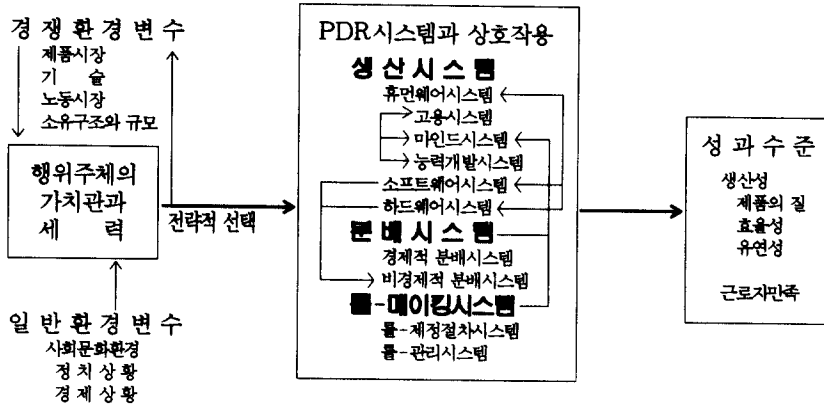 경쟁환경변수
제품시장
기 술
노동시장
소유구조와 규모
행위주체의
가치관과
세 력
전략적 선택
일반환경변수
사회문화환경
정치상황
경제상황
PDR시스템과 상호작용
생산시스템
휴먼웨어시스템
고용시스템
마인드시스템
능력개발시스템
소프트웨어시스템
하드웨어시스템
분배시스템
경제적 분배시스템
비경제적 분배시스템
룰-메이킹시스템
룰-제정절차시스템
룰-관리시스템
성과수준
생산성
제품의 질
효율성
유연성
근로자만족